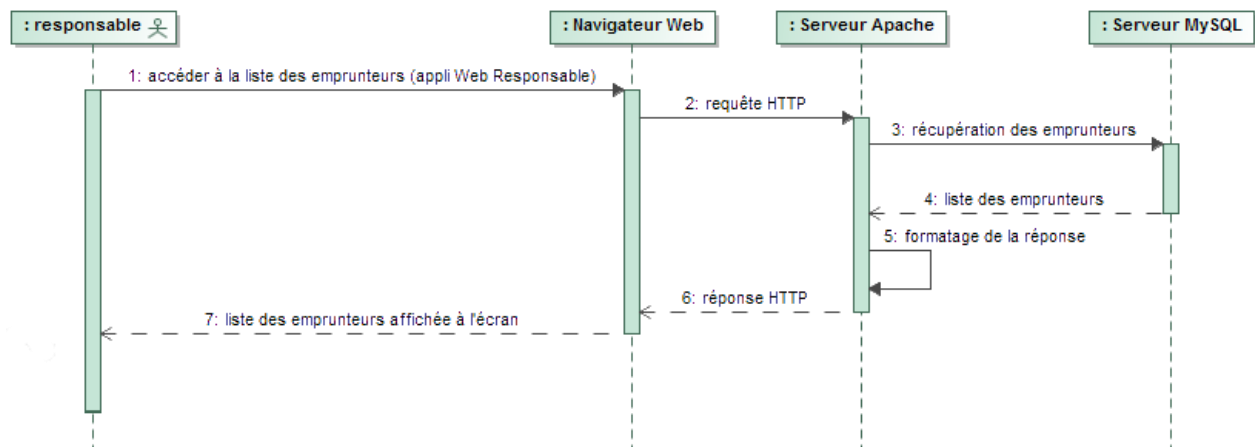 : responsable
: Navigateur Web
: Serveur Apache
: Serveur MySQL
1: accéder à la liste des emprunteurs (appli Web Responsable)
2: requête HTTP
3: récupération des emprunteurs
4: liste des emprunteurs
5: formatage de la réponse
6: réponse HTTP
7: liste des emprunteurs affichée à l'écran